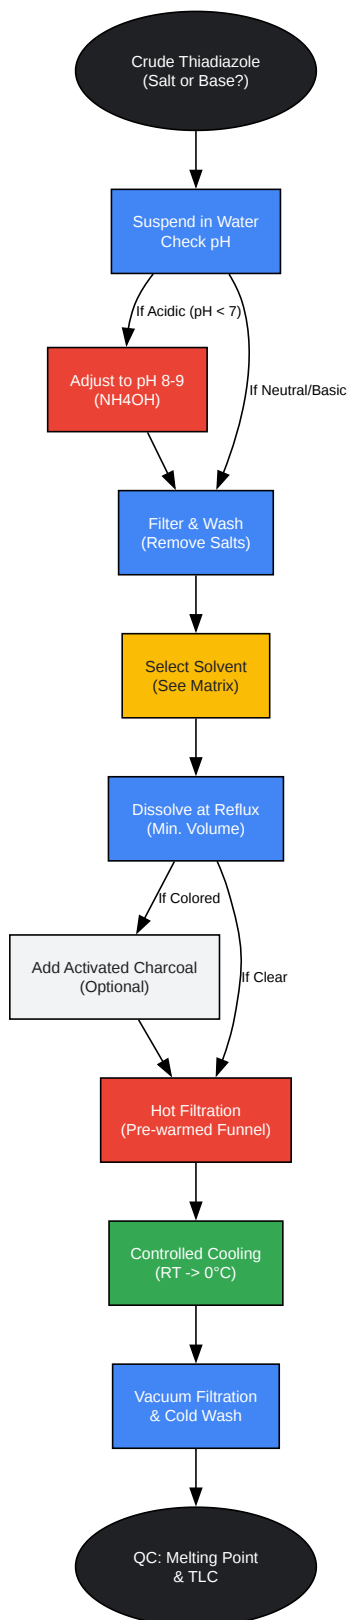 Crude Thiadiazole
(Salt or Base?)
Suspend in Water
Check pH
If Acidic (pH < 7)
Adjust to pH 8-9
(NH4OH)
If Neutral/Basic
Filter & Wash
(Remove Salts)
Select Solvent
(See Matrix)
Dissolve at Reflux
(Min. Volume)
If Colored
Add Activated Charcoal
(Optional)
If Clear
Hot Filtration
(Pre-warmed Funnel)
Controlled Cooling
(RT -> 0°C)
Vacuum Filtration
& Cold Wash
QC: Melting Point
& TLC